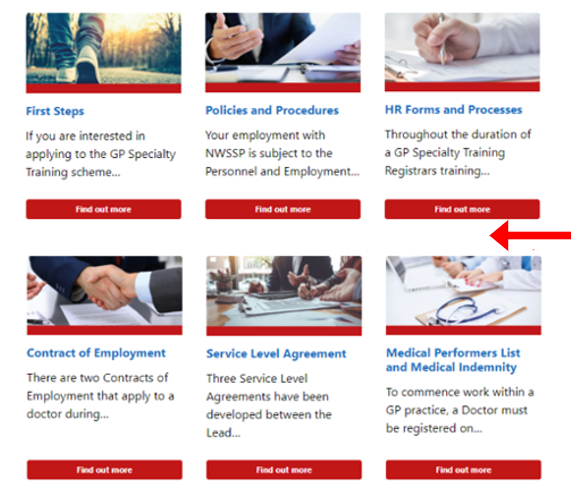 First Steps
If you are interested in
applying to the GP Specialty
Training scheme...
Find out more
Policies and Procedures
Your employment with
NWSSP is subject to the
Personnel and Employment...
Find out more
HR Forms and Processes
Throughout the duration of
a GP Specialty Training
Registrars training...
Find out more
Contract of Employment
There are two Contracts of
Employment that apply to a
doctor during...
Find out more
Service Level Agreement
Three Service Level
Agreements have been
developed between the
Lead...
Find out more
Medical Performers List
and Medical Indemnity
To commence work within a
GP practice, a Doctor must
be registered on...
Find out more